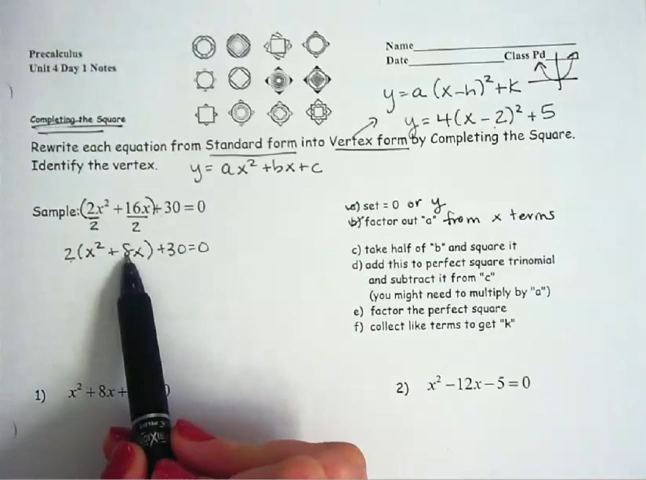 Precalculus
Unit 4 Day 1 Notes
Name
Date
Class Pd
y = a(x-h)² + k
y = 4(x-2)² + 5
Completing the Square
Rewrite each equation from Standard form into Vertex form by Completing the Square.
Identify the vertex.
y = ax² + bx + c
Sample: (2x² + 16x) + 30 = 0
2 2
2(x² + 8x) + 30 = 0
a) set = 0 or y
b) factor out "a" from x terms
c) take half of "b" and square it
d) add this to perfect square trinomial
and subtract it from "c"
(you might need to multiply by "a")
e) factor the perfect square
f) collect like terms to get "k"
1) x² + 8x +
2) x² - 12x - 5 = 0